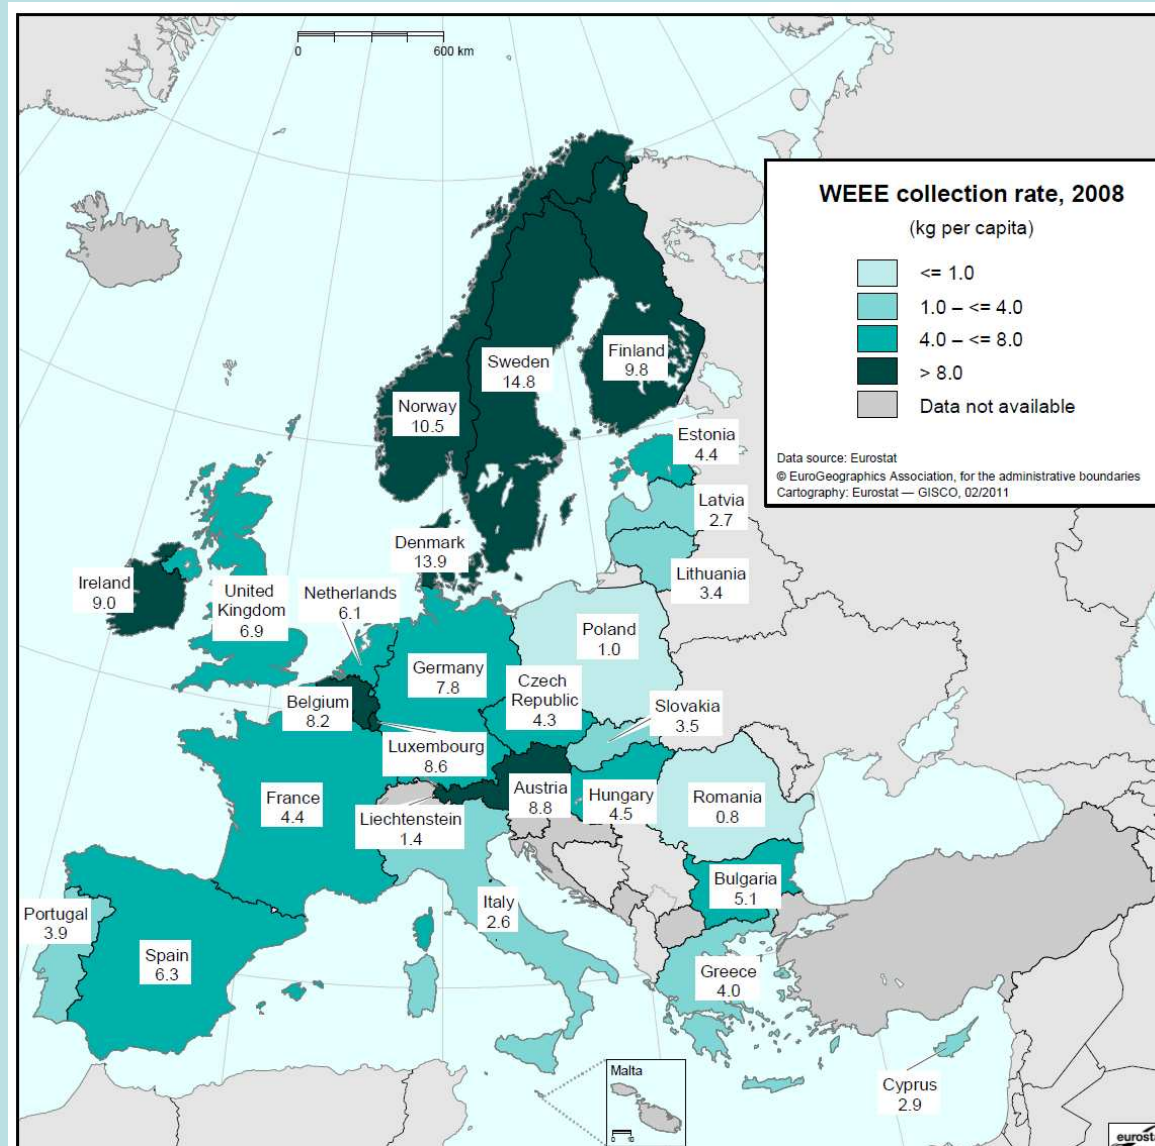 0 600 km
WEEE collection rate, 2008
(kg per capita)
<= 1.0
1.0 – <= 4.0
4.0 – <= 8.0
> 8.0
Data not available
Data source: Eurostat
© EuroGeographics Association, for the administrative boundaries
Cartography: Eurostat — GISCO, 02/2011
Finland
9.8
Sweden
14.8
Norway
10.5
Estonia
4.4
Latvia
2.7
Denmark
13.9
Lithuania
3.4
Ireland
9.0
United
Kingdom
6.9
Netherlands
6.1
Poland
1.0
Germany
7.8
Czech
Republic
4.3
Slovakia
3.5
Belgium
8.2
Luxembourg
8.6
Austria
8.8
Hungary
4.5
Romania
0.8
France
4.4
Liechtenstein
1.4
Bulgaria
5.1
Portugal
3.9
Italy
2.6
Spain
6.3
Greece
4.0
Cyprus
2.9
Malta
eurost